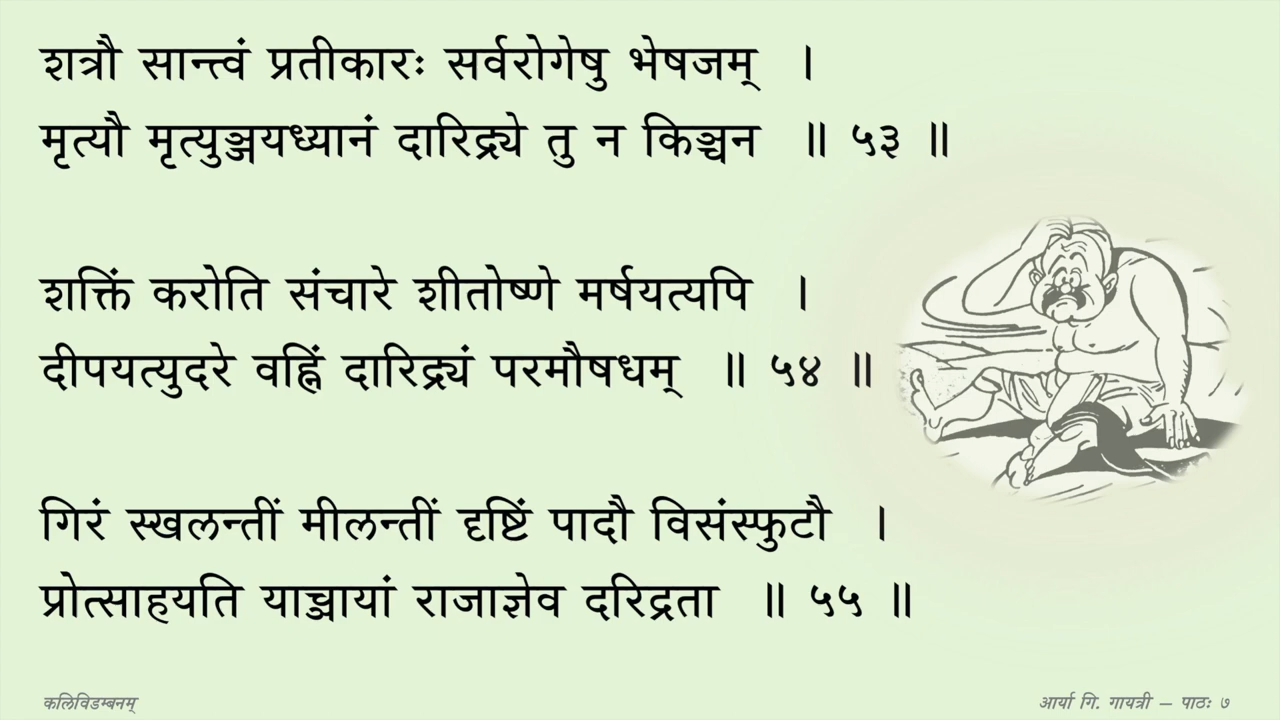 शत्रौ सान्त्वं प्रतीकारः सर्वरोगेषु भेषजम् ।
मृत्यौ मृत्युञ्जयध्यानं दारिद्र्ये तु न किञ्चन ॥ ५३ ॥
शक्तिं करोति संचारे शीतोष्णे मर्षयत्यपि ।
दीपयत्युदरे वह्निं दारिद्र्यं परमौषधम् ॥ ५४ ॥
गिरं स्खलन्तीं मीलन्तीं दृष्टिं पादौ विसंस्फुटौ ।
प्रोत्साहयति याच्ञायां राजाज्ञेव दरिद्रता ॥ ५५ ॥
कलिविडम्बनम्
आर्या गि. गायत्री – पाठः ७